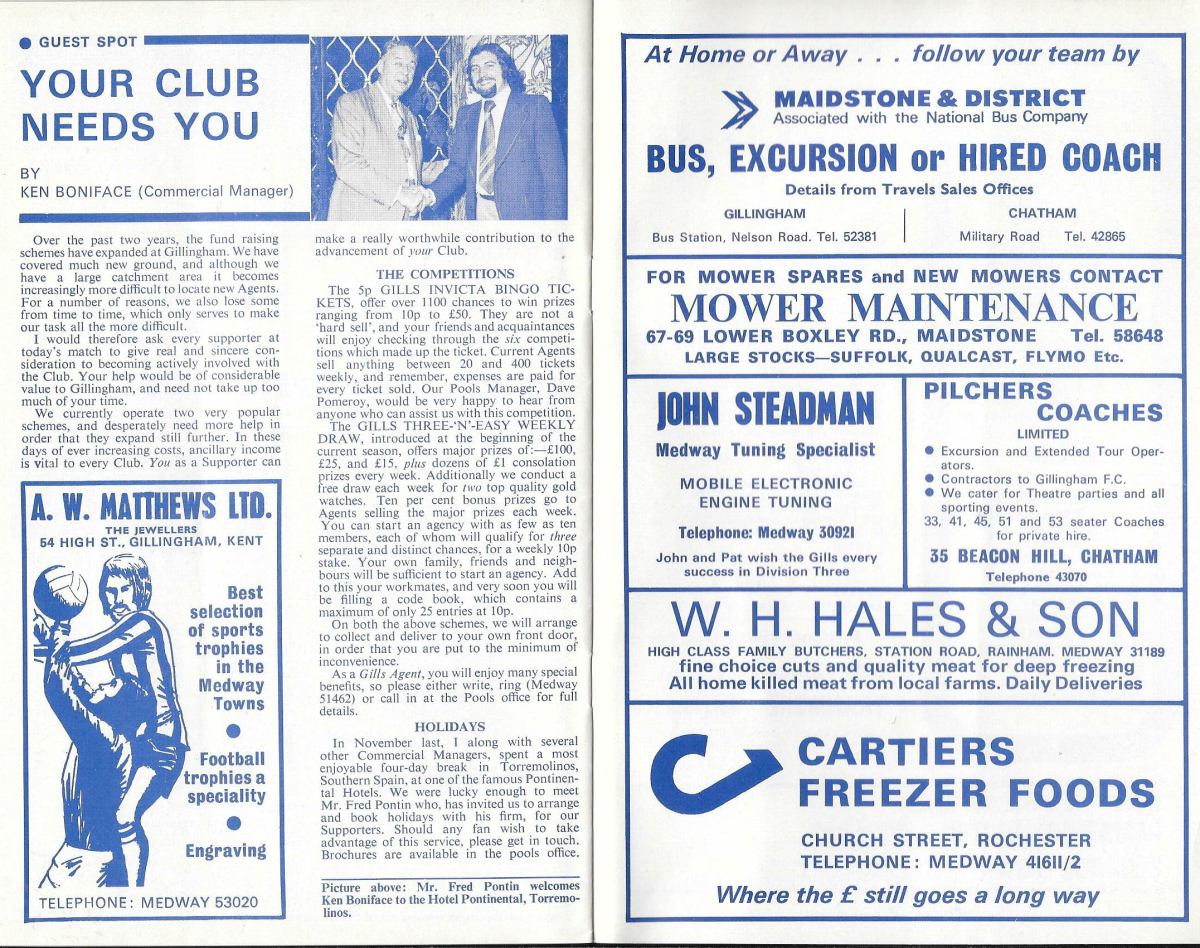 GUEST SPOT
YOUR CLUB
NEEDS YOU
BY
KEN BONIFACE (Commercial Manager)
Over the past two years, the fund raising
schemes have expanded at Gillingham. We have
covered much new ground, and although we
have a large catchment area it becomes
increasingly more difficult to locate new Agents.
For a number of reasons, we also lose some
from time to time, which only serves to make
our task all the more difficult.
I would therefore ask every supporter at
today's match to give real and sincere con-
sideration to becoming actively involved with
the Club. Your help would be of considerable
value to Gillingham, and need not take up too
much of your time.
We currently operate two very popular
schemes, and desperately need more help in
order that they expand still further. In these
days of ever increasing costs, ancillary income
is vital to every Club. You as a Supporter can
make a really worthwhile contribution to the
advancement of your Club.
THE COMPETITIONS
The 5p GILLS INVICTA BINGO TIC-
KETS, offer over 1100 chances to win prizes
ranging from 10p to £50. They are not a
'hard sell', and your friends and acquaintances
will enjoy checking through the six competi-
tions which made up the ticket. Current Agents
sell anything between 20 and 400 tickets
weekly, and remember, expenses are paid for
every ticket sold. Our Pools Manager, Dave
Pomeroy, would be very happy to hear from
anyone who can assist us with this competition.
The GILLS THREE-'N'-EASY WEEKLY
DRAW, introduced at the beginning of the
current season, offers major prizes of:—£100,
£25, and £15, plus dozens of £1 consolation
prizes every week. Additionally we conduct a
free draw each week for two top quality gold
watches. Ten per cent bonus prizes go to
Agents selling the major prizes each week.
You can start an agency with as few as ten
members, each of whom will qualify for three
separate and distinct chances, for a weekly 10p
stake. Your own family, friends and neigh-
bours will be sufficient to start an agency. Add
to this your workmates, and very soon you will
be filling a code book, which contains a
maximum of only 25 entries at 10p.
On both the above schemes, we will arrange
to collect and deliver to your own front door,
in order that you are put to the minimum of
inconvenience.
As a Gills Agent, you will enjoy many special
benefits, so please either write, ring (Medway
51462) or call in at the Pools office for full
details.
HOLIDAYS
In November last, I along with several
other Commercial Managers, spent a most
enjoyable four-day break in Torremolinos,
Southern Spain, at one of the famous Pontinen-
tal Hotels. We were lucky enough to meet
Mr. Fred Pontin who, has invited us to arrange
and book holidays with his firm, for our
Supporters. Should any fan wish to take
advantage of this service, please get in touch.
Brochures are available in the pools office.
Picture above: Mr. Fred Pontin welcomes
Ken Boniface to the Hotel Pontinental, Torremo-
linos.
A. W. MATTHEWS LTD.
THE JEWELLERS
54 HIGH ST., GILLINGHAM, KENT
Best
selection
of sports
trophies
in the
Medway
Towns
Football
trophies a
speciality
Engraving
TELEPHONE: MEDWAY 53020
At Home or Away . . . follow your team by
MAIDSTONE & DISTRICT
Associated with the National Bus Company
BUS, EXCURSION or HIRED COACH
Details from Travels Sales Offices
GILLINGHAM
Bus Station, Nelson Road. Tel. 52381
CHATHAM
Military Road Tel. 42865
FOR MOWER SPARES and NEW MOWERS CONTACT
MOWER MAINTENANCE
67-69 LOWER BOXLEY RD., MAIDSTONE Tel. 58648
LARGE STOCKS—SUFFOLK, QUALCAST, FLYMO Etc.
JOHN STEADMAN
Medway Tuning Specialist
MOBILE ELECTRONIC
ENGINE TUNING
Telephone: Medway 30921
John and Pat wish the Gills every
success in Division Three
PILCHERS
COACHES
LIMITED
● Excursion and Extended Tour Oper-
ators.
● Contractors to Gillingham F.C.
● We cater for Theatre parties and all
sporting events.
33, 41, 45, 51 and 53 seater Coaches
for private hire.
35 BEACON HILL, CHATHAM
Telephone 43070
W. H. HALES & SON
HIGH CLASS FAMILY BUTCHERS, STATION ROAD, RAINHAM. MEDWAY 31189
fine choice cuts and quality meat for deep freezing
All home killed meat from local farms. Daily Deliveries
CARTIERS
FREEZER FOODS
CHURCH STREET, ROCHESTER
TELEPHONE: MEDWAY 41611/2
Where the £ still goes a long way